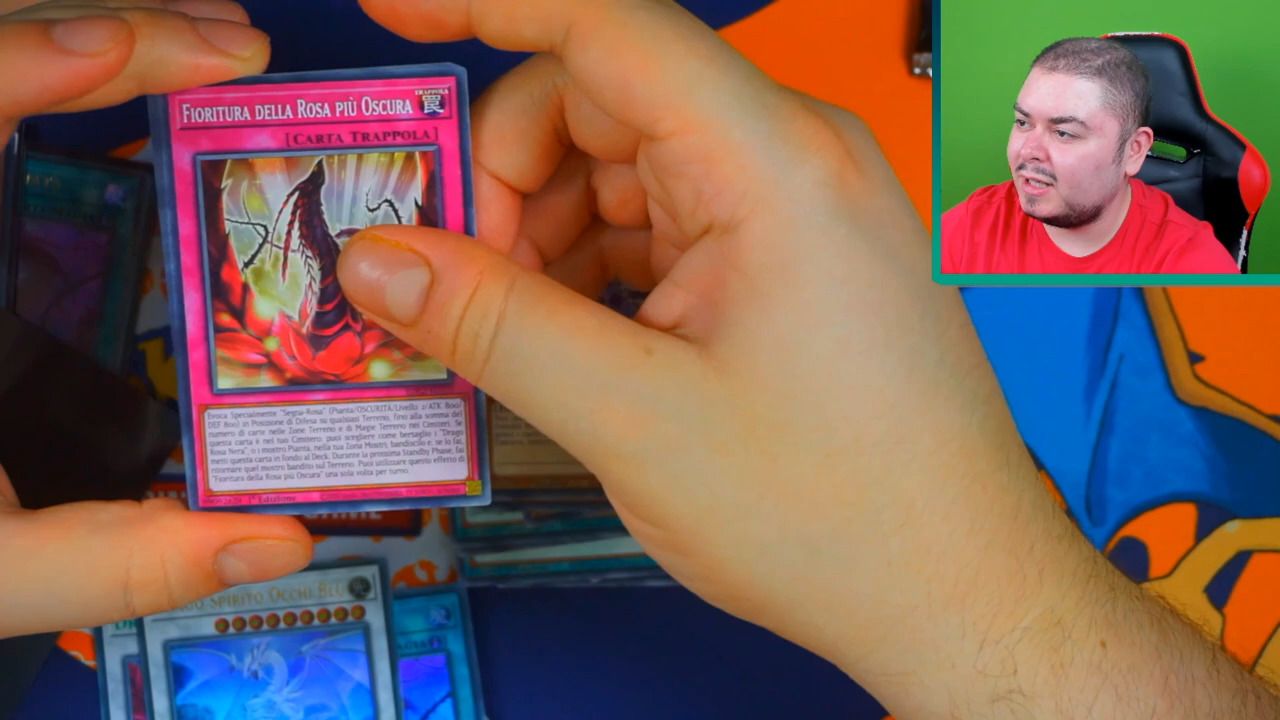 TRAPPOLA
FIORITURA DELLA ROSA PIÙ OSCURA
[CARTA TRAPPOLA]
Evoca Specialmente "Segna-Rosa" (Pianta/OSCURITÀ/Livello 2/ATK 800/
DEF 800) in Posizione di Difesa su qualsiasi Terreno, fino alla somma del
numero di carte nelle Zone Terreno e di Magie Terreno nei Cimiteri. Se
questa carta è nel tuo Cimitero: puoi scegliere come bersaglio 1 "Drago
Rosa Nera", o 1 mostro Pianta, nella tua Zona Mostri; bandiscilo e, se lo fai,
metti questa carta in fondo al Deck. Durante la prossima Standby Phase, fai
ritornare quel mostro bandito sul Terreno. Puoi utilizzare questo effetto di
"Fioritura della Rosa più Oscura" una sola volta per turno.
1ª Edizione
SPIRITO OCCHI BLU